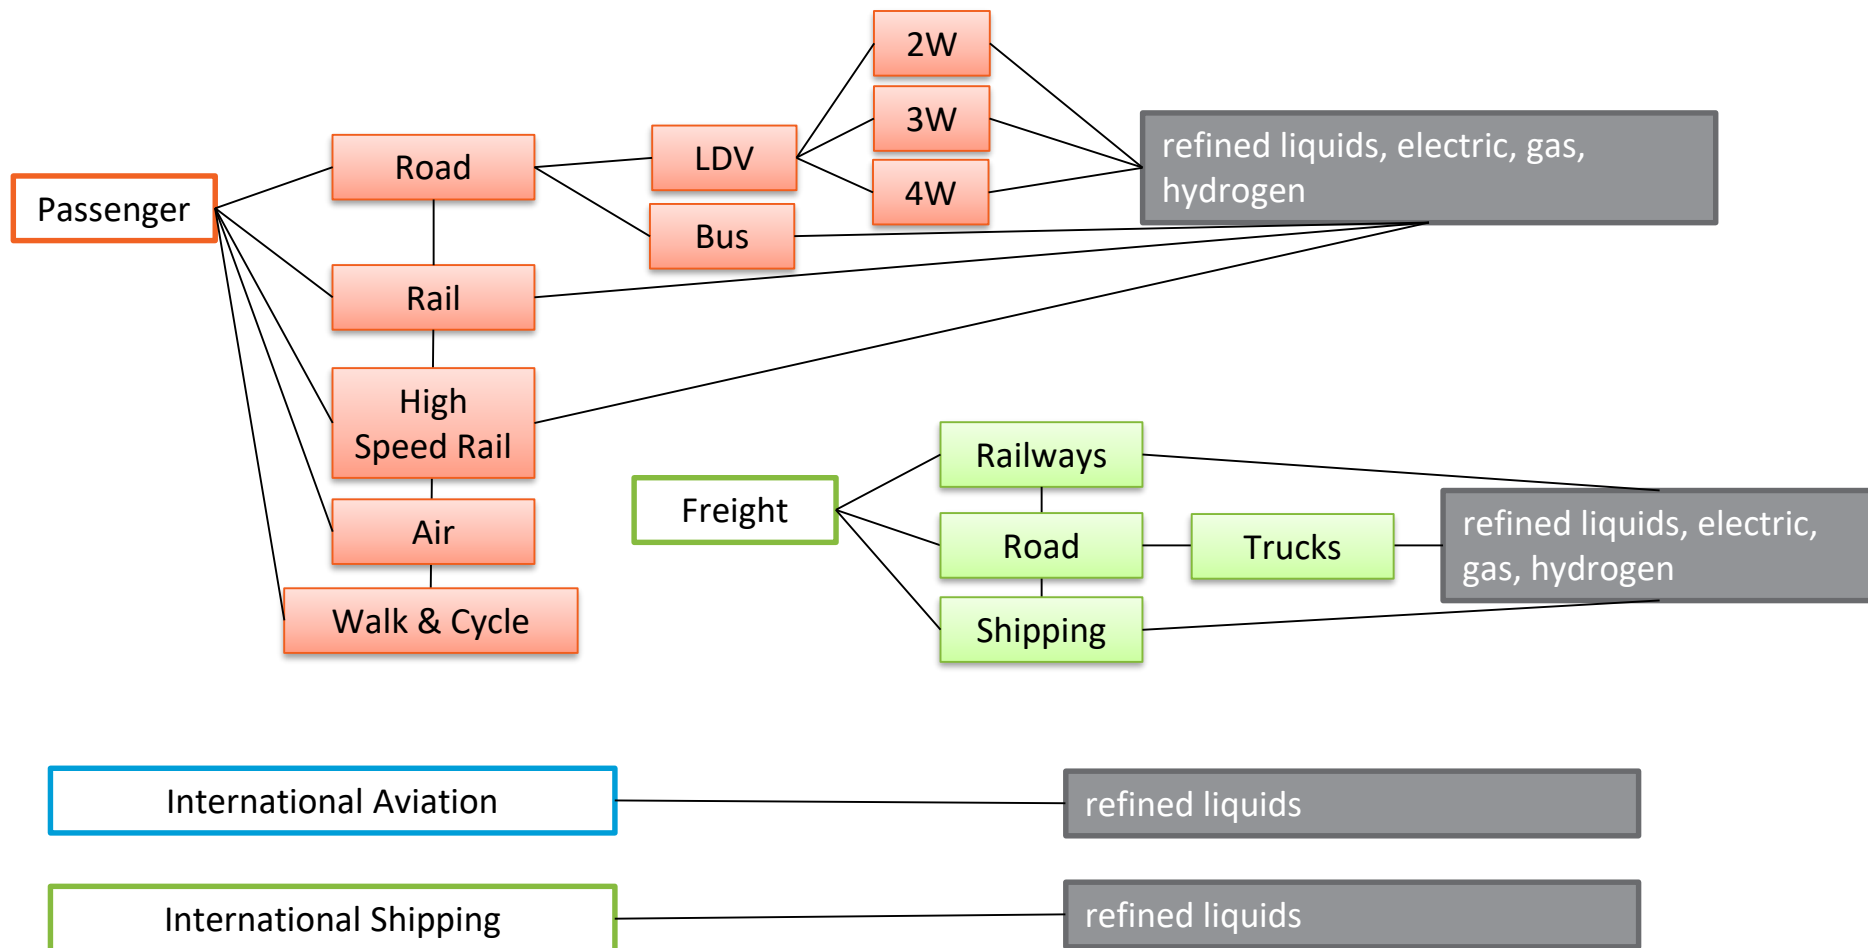 Passenger
Road
Rail
High
Speed Rail
Air
Walk & Cycle
LDV
Bus
2W
3W
4W
refined liquids, electric, gas,
hydrogen
Freight
Railways
Road
Shipping
Trucks
refined liquids, electric,
gas, hydrogen
International Aviation
refined liquids
International Shipping
refined liquids